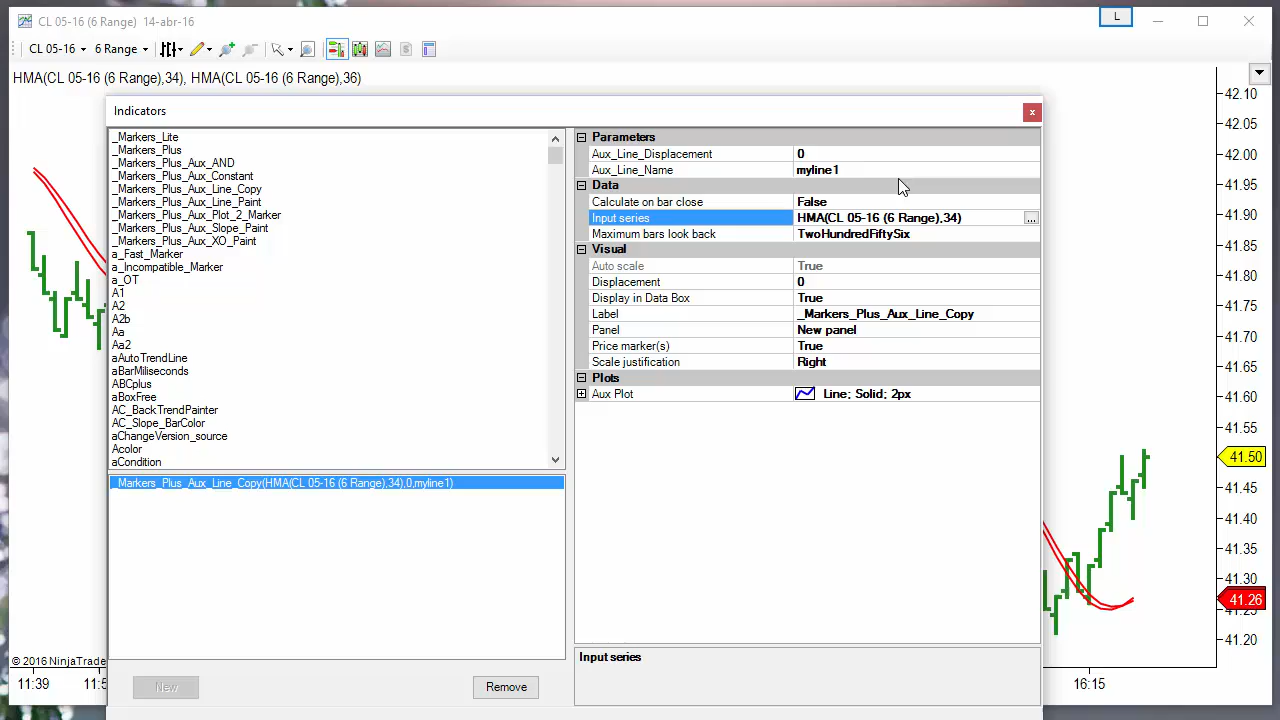 CL 05-16 (6 Range) 14-abr-16
L
CL 05-16 6 Range
HMA(CL 05-16 (6 Range),34), HMA(CL 05-16 (6 Range),36)
Indicators
_Markers_Lite
_Markers_Plus
_Markers_Plus_Aux_AND
_Markers_Plus_Aux_Constant
_Markers_Plus_Aux_Line_Copy
_Markers_Plus_Aux_Line_Paint
_Markers_Plus_Aux_Plot_2_Marker
_Markers_Plus_Aux_Slope_Paint
_Markers_Plus_Aux_XO_Paint
a_Fast_Marker
a_Incompatible_Marker
a_OT
A1
A2
A2b
Aa
Aa2
aAutoTrendLine
aBarMiliseconds
ABCplus
aBoxFree
AC_BackTrendPainter
AC_Slope_BarColor
aChangeVersion_source
Acolor
aCondition
_Markers_Plus_Aux_Line_Copy(HMA(CL 05-16 (6 Range),34),0,myline1)
New
Remove
Parameters
Aux_Line_Displacement 0
Aux_Line_Name myline1
Data
Calculate on bar close False
Input series HMA(CL 05-16 (6 Range),34) ...
Maximum bars look back TwoHundredFiftySix
Visual
Auto scale True
Displacement 0
Display in Data Box True
Label _Markers_Plus_Aux_Line_Copy
Panel New panel
Price marker(s) True
Scale justification Right
Plots
Aux Plot Line; Solid; 2px
Input series
42.10
42.05
42.00
41.95
41.90
41.85
41.80
41.75
41.70
41.65
41.60
41.55
41.50
41.45
41.40
41.35
41.30
41.26
41.25
41.20
© 2016 NinjaTrade
11:39
16:15